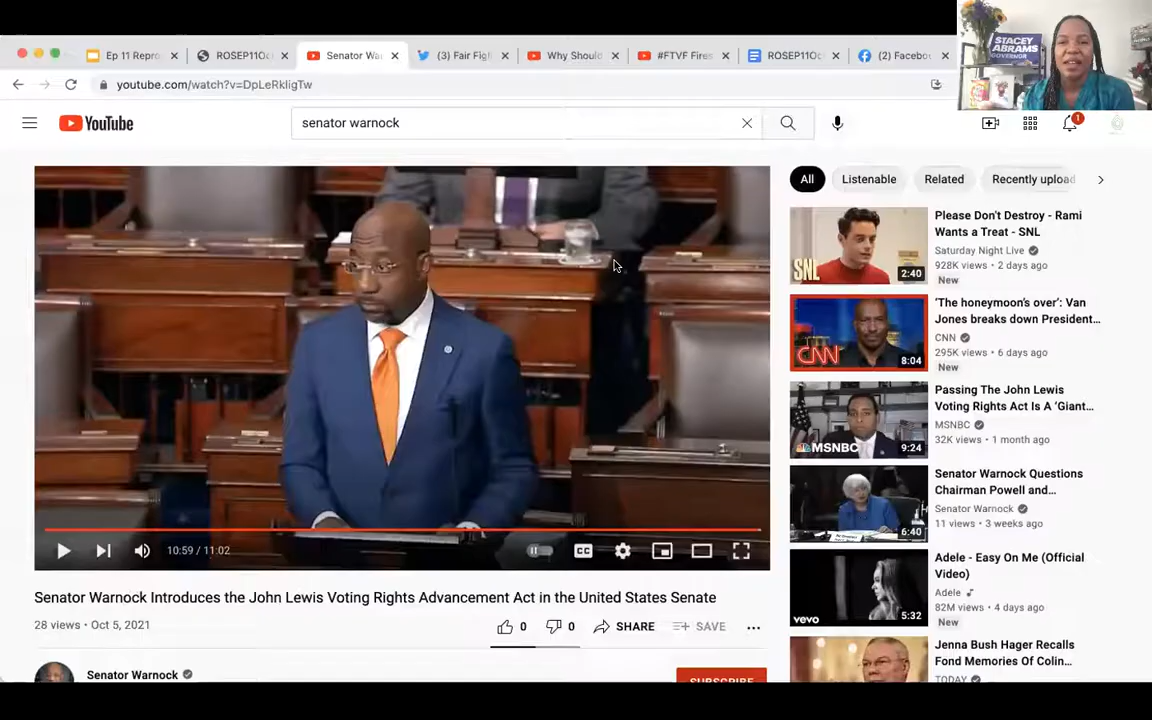 Ep 11 Repro
ROSEP11Oc
Senator Wa
(3) Fair Figh
Why Should
#FTVF Fires
ROSEP11Oc
(2) Facebo
STACEY
ABRAMS
GOVERNOR
youtube.com/watch?v=DpLeRkligTw
YouTube
senator warnock
1
All
Listenable
Related
Recently upload
SNL
2:40
Please Don't Destroy - Rami
Wants a Treat - SNL
Saturday Night Live
928K views • 2 days ago
New
CNN
8:04
'The honeymoon's over': Van
Jones breaks down President...
CNN
295K views • 6 days ago
New
MSNBC
9:24
Passing The John Lewis
Voting Rights Act Is A 'Giant...
MSNBC
32K views • 1 month ago
6:40
Senator Warnock Questions
Chairman Powell and...
Senator Warnock
11 views • 3 weeks ago
vevo
5:32
Adele - Easy On Me (Official
Video)
Adele
82M views • 4 days ago
New
Jenna Bush Hager Recalls
Fond Memories Of Colin...
TODAY
10:59 / 11:02
CC
Senator Warnock Introduces the John Lewis Voting Rights Advancement Act in the United States Senate
28 views • Oct 5, 2021
0
0
SHARE
SAVE
Senator Warnock
SUBSCRIBE